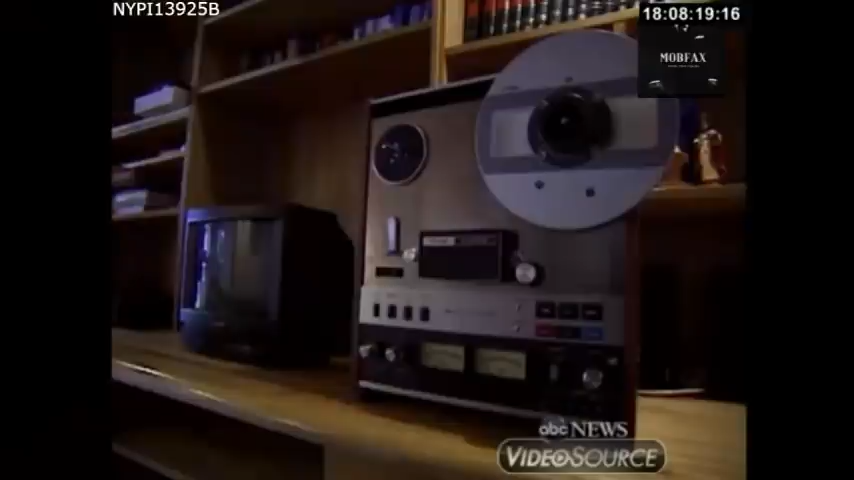 NYPI13925B
18:08:19:16
MOBFAX
abc NEWS
VIDEOSOURCE